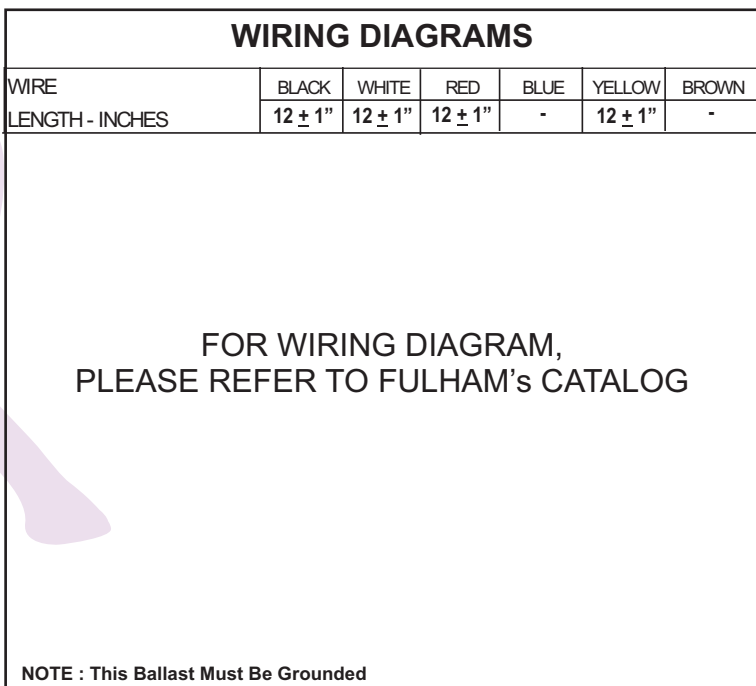 WIRING DIAGRAMS
WIRE BLACK WHITE RED BLUE YELLOW BROWN
LENGTH - INCHES 12 ± 1” 12 ± 1” 12 ± 1” - 12 ± 1” -
FOR WIRING DIAGRAM,
PLEASE REFER TO FULHAM's CATALOG
NOTE : This Ballast Must Be Grounded